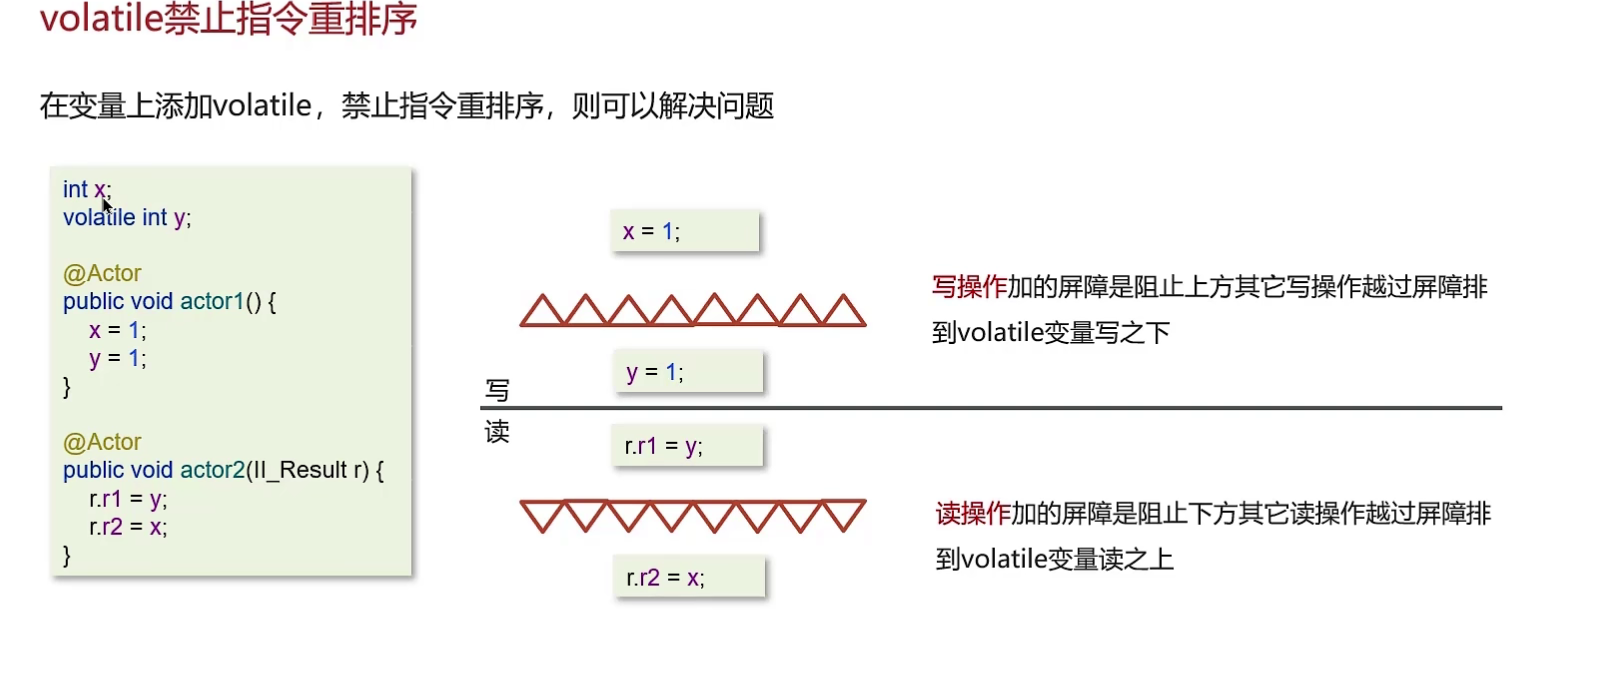 volatile禁止指令重排序
在变量上添加volatile，禁止指令重排序，则可以解决问题
int x;
volatile int y;
@Actor
public void actor1() {
x = 1;
y = 1;
}
@Actor
public void actor2(II_Result r) {
r.r1 = y;
r.r2 = x;
}
x = 1;
写操作加的屏障是阻止上方其它写操作越过屏障排
到volatile变量写之下
y = 1;
写
读
r.r1 = y;
读操作加的屏障是阻止下方其它读操作越过屏障排
到volatile变量读之上
r.r2 = x;